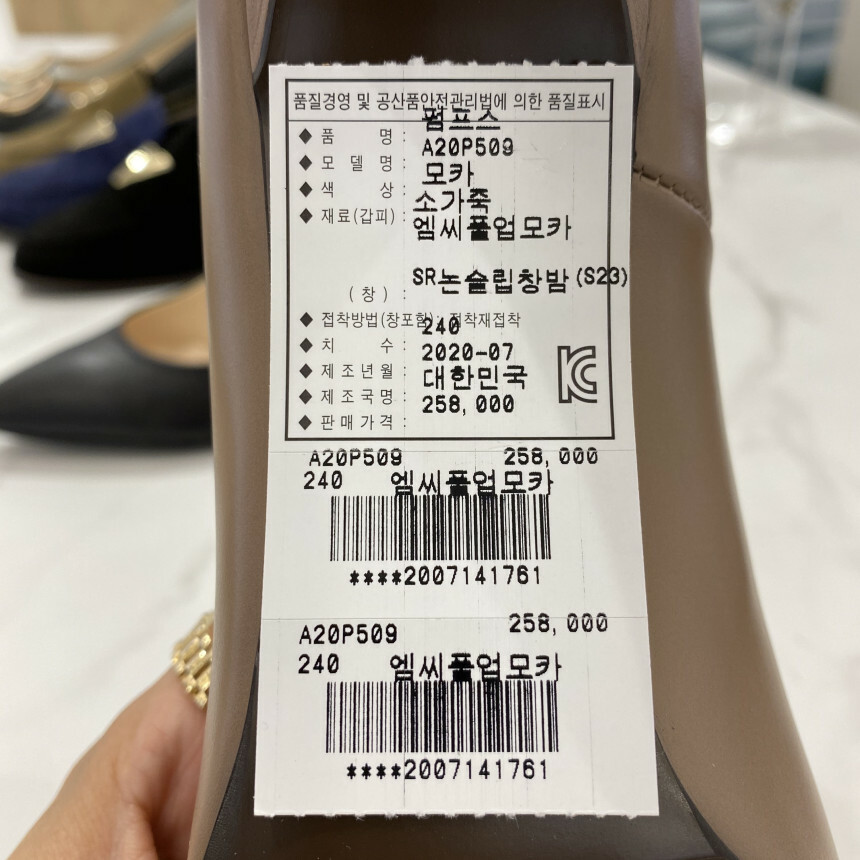 품질경영 및 공산품안전관리법에 의한 품질표시
◆ 품 명 : 펌프스
◆ 모 델 명 : A20P509
◆ 색 상 : 모카
◆ 재료(갑피) : 소가죽
엠씨풀업모카
(창) : SR논슬립창밤(S23)
◆ 접착방법(창포함): 접착재접착
◆ 치 수 : 240
◆ 제 조 년 월 : 2020-07
◆ 제 조 국 명 : 대한민국
◆ 판 매 가 격 : 258,000
KC
A20P509 258,000
240 엠씨풀업모카
****2007141761
A20P509 258,000
240 엠씨풀업모카
****2007141761